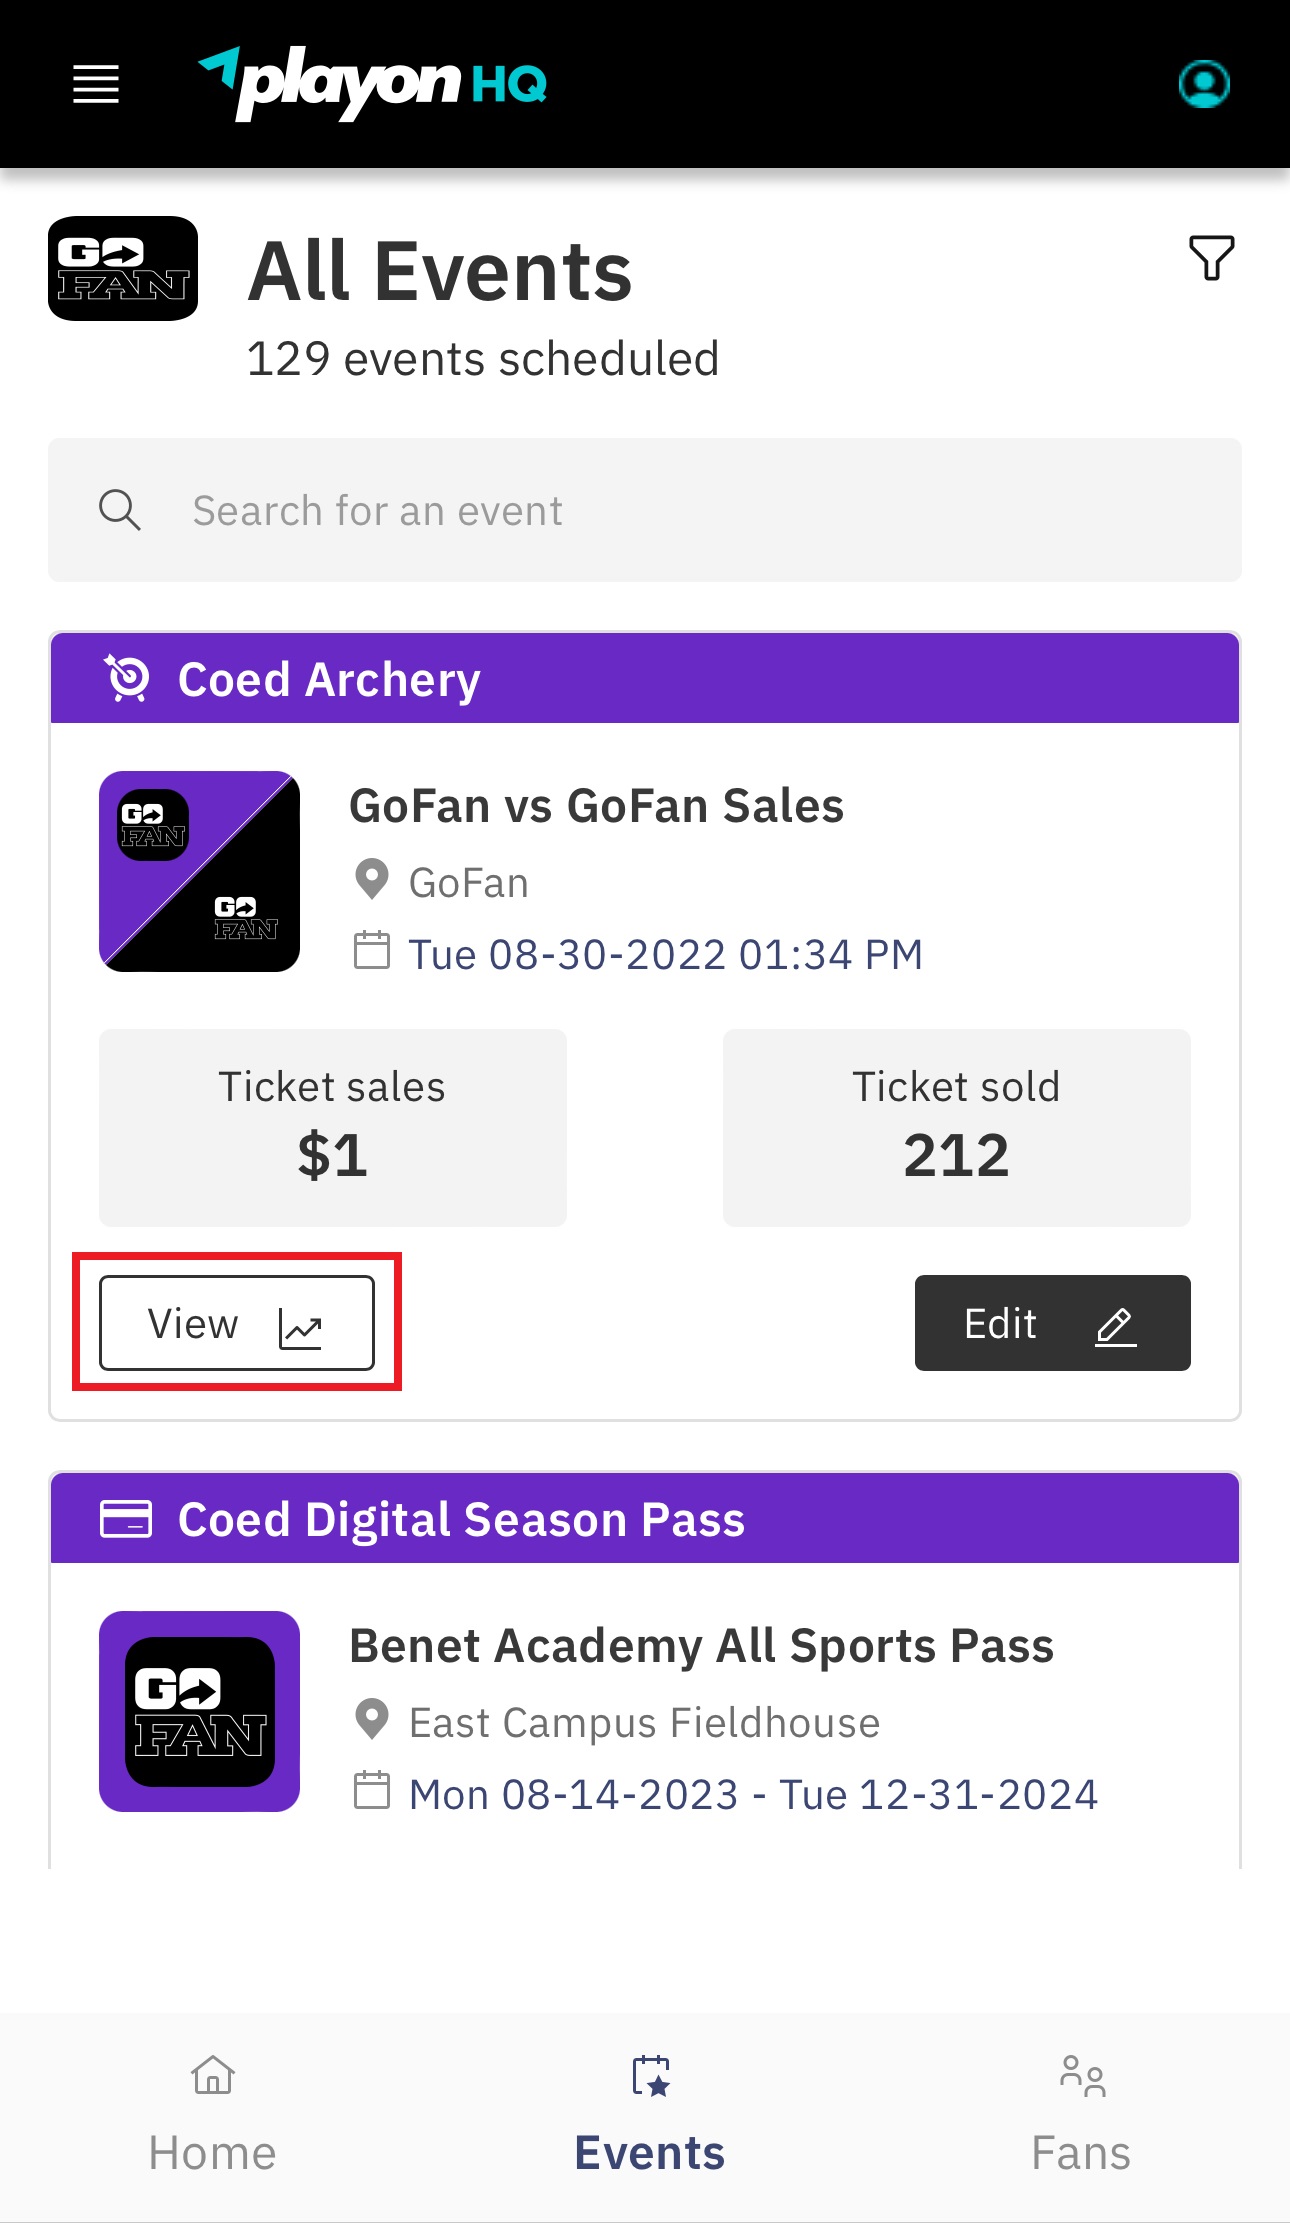 playon HQ
GO
FAN
All Events
129 events scheduled
Search for an event
Coed Archery
GO
FAN
GO
FAN
GoFan vs GoFan Sales
GoFan
Tue 08-30-2022 01:34 PM
Ticket sales
$1
Ticket sold
212
View
Edit
Coed Digital Season Pass
GO
FAN
Benet Academy All Sports Pass
East Campus Fieldhouse
Mon 08-14-2023 - Tue 12-31-2024
Home
Events
Fans